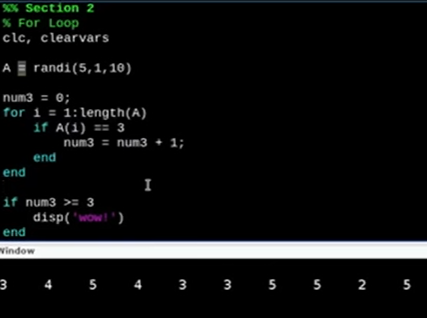 %% Section 2
% For Loop
clc, clearvars
A = randi(5,1,10)
num3 = 0;
for i = 1:length(A)
if A(i) == 3
num3 = num3 + 1;
end
end
if num3 >= 3
disp('wow!')
end
Window
3 4 5 4 3 3 5 5 2 5